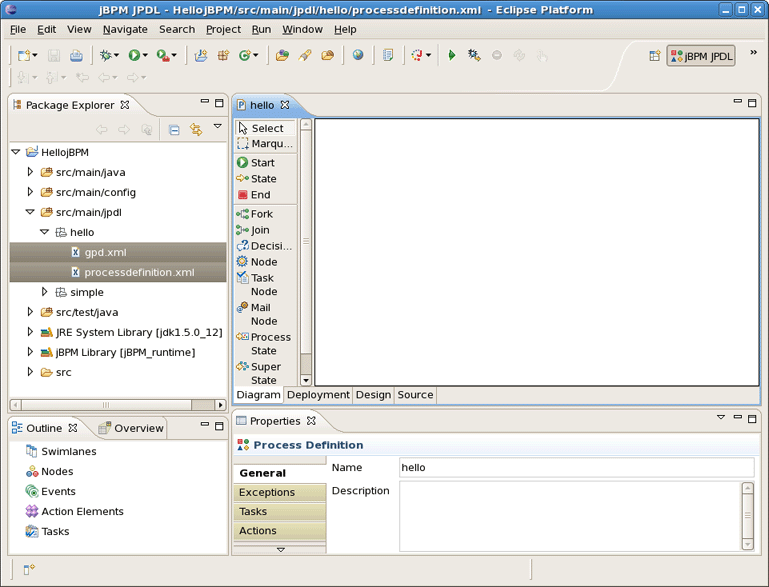 jBPM JPDL - HellojBPM/src/main/jpdl/hello/processdefinition.xml - Eclipse Platform
File Edit View Navigate Search Project Run Window Help
jBPM JPDL
Package Explorer
HellojBPM
src/main/java
src/main/config
src/main/jpdl
hello
gpd.xml
processdefinition.xml
simple
src/test/java
JRE System Library [jdk1.5.0_12]
jBPM Library [jBPM_runtime]
src
hello
Select
Marqu...
Start
State
End
Fork
Join
Decisi...
Node
Task
Node
Mail
Node
Process
State
Super
State
Diagram Deployment Design Source
Outline Overview
Swimlanes
Nodes
Events
Action Elements
Tasks
Properties
Process Definition
General
Exceptions
Tasks
Actions
Name hello
Description